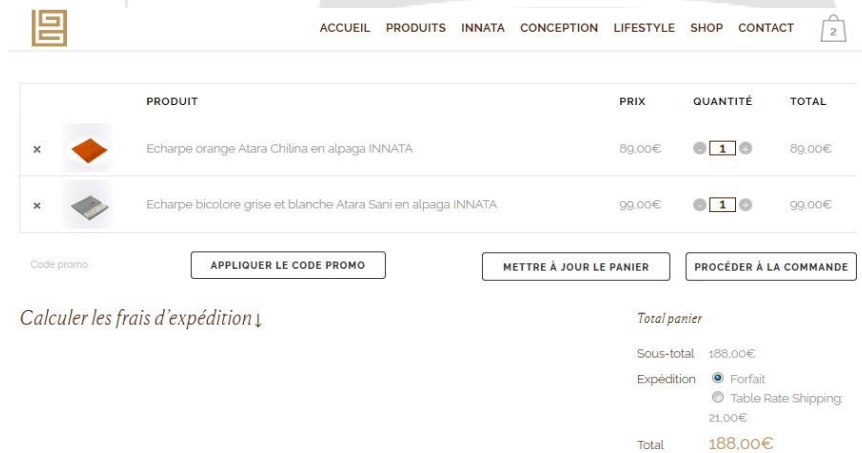 ACCUEIL PRODUITS INNATA CONCEPTION LIFESTYLE SHOP CONTACT 2
PRODUIT PRIX QUANTITÉ TOTAL
× Echarpe orange Atara Chilina en alpaga INNATA 89,00€ - 1 + 89,00€
× Echarpe bicolore grise et blanche Atara Sani en alpaga INNATA 99,00€ - 1 + 99,00€
Code promo APPLIQUER LE CODE PROMO METTRE À JOUR LE PANIER PROCÉDER À LA COMMANDE
Calculer les frais d'expédition ↓
Total panier
Sous-total 188,00€
Expédition Forfait
Table Rate Shipping:
21,00€
Total 188,00€